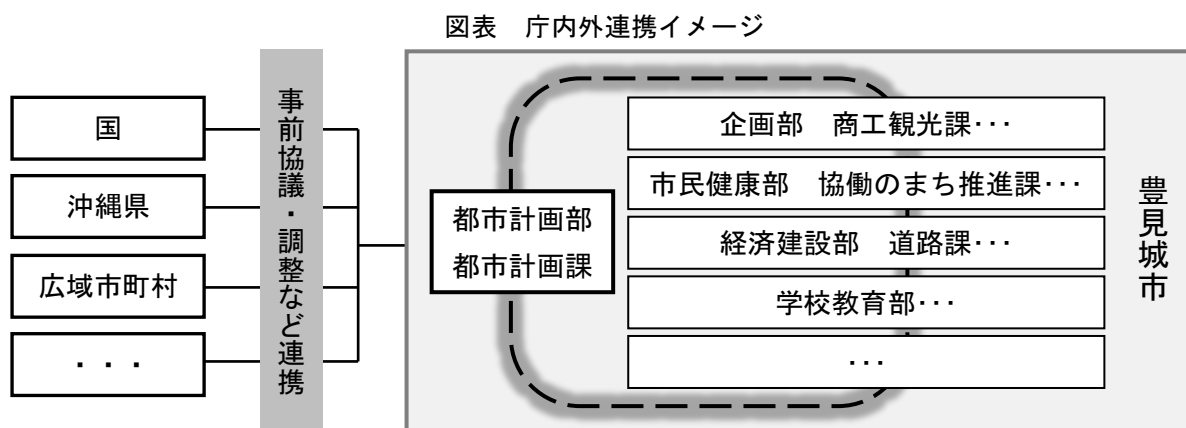 図表　庁内外連携イメージ
国
沖縄県
広域市町村
・・・
事前協議・調整など連携
都市計画部
都市計画課
企画部　商工観光課･･･
市民健康部　協働のまち推進課･･･
経済建設部　道路課･･･
学校教育部･･･
･･･
豊見城市